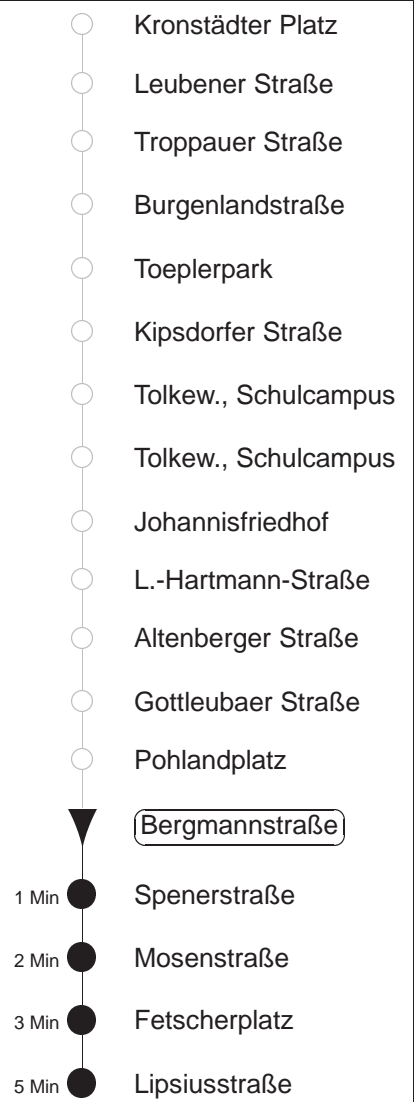 Kronstädter Platz
Leubener Straße
Troppauer Straße
Burgenlandstraße
Toeplerpark
Kipsdorfer Straße
Tolkew., Schulcampus
Tolkew., Schulcampus
Johannisfriedhof
L.-Hartmann-Straße
Altenberger Straße
Gottleubaer Straße
Pohlandplatz
Bergmannstraße
1 Min Spenerstraße
2 Min Mosenstraße
3 Min Fetscherplatz
5 Min Lipsiusstraße